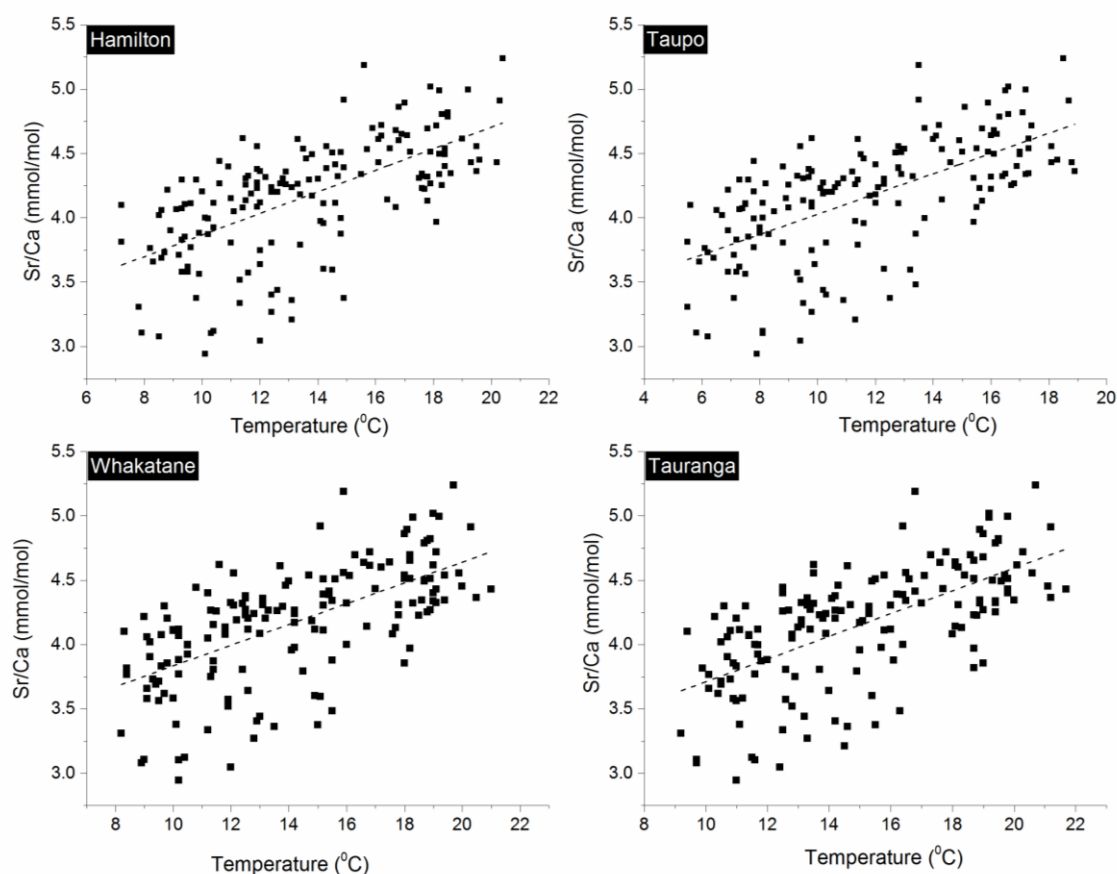 Hamilton
5.5
5.0
4.5
4.0
3.5
3.0
Sr/Ca (mmol/mol)
6 8 10 12 14 16 18 20 22
Temperature (⁰C)
Taupo
5.5
5.0
4.5
4.0
3.5
3.0
Sr/Ca (mmol/mol)
4 6 8 10 12 14 16 18 20
Temperature (⁰C)
Whakatane
5.5
5.0
4.5
4.0
3.5
3.0
Sr/Ca (mmol/mol)
8 10 12 14 16 18 20 22
Temperature (⁰C)
Tauranga
5.5
5.0
4.5
4.0
3.5
3.0
Sr/Ca (mmol/mol)
8 10 12 14 16 18 20 22
Temperature (⁰C)